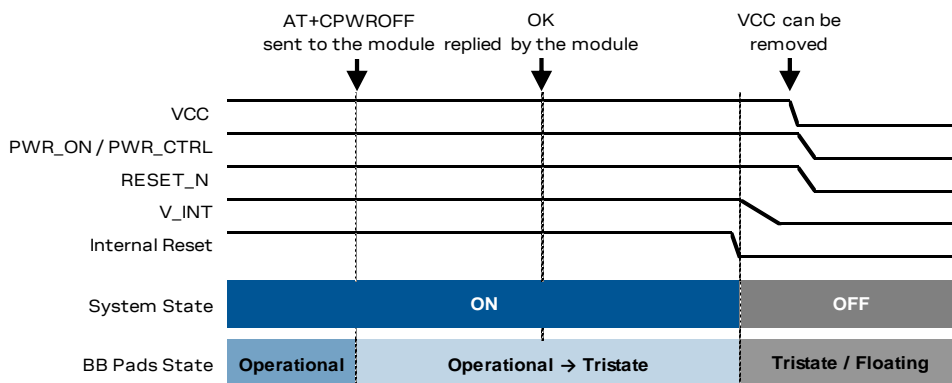 AT+CPWROFF
sent to the module
OK
replied by the module
VCC can be
removed
VCC
PWR_ON / PWR_CTRL
RESET_N
V_INT
Internal Reset
System State
ON
OFF
BB Pads State
Operational
Operational → Tristate
Tristate / Floating